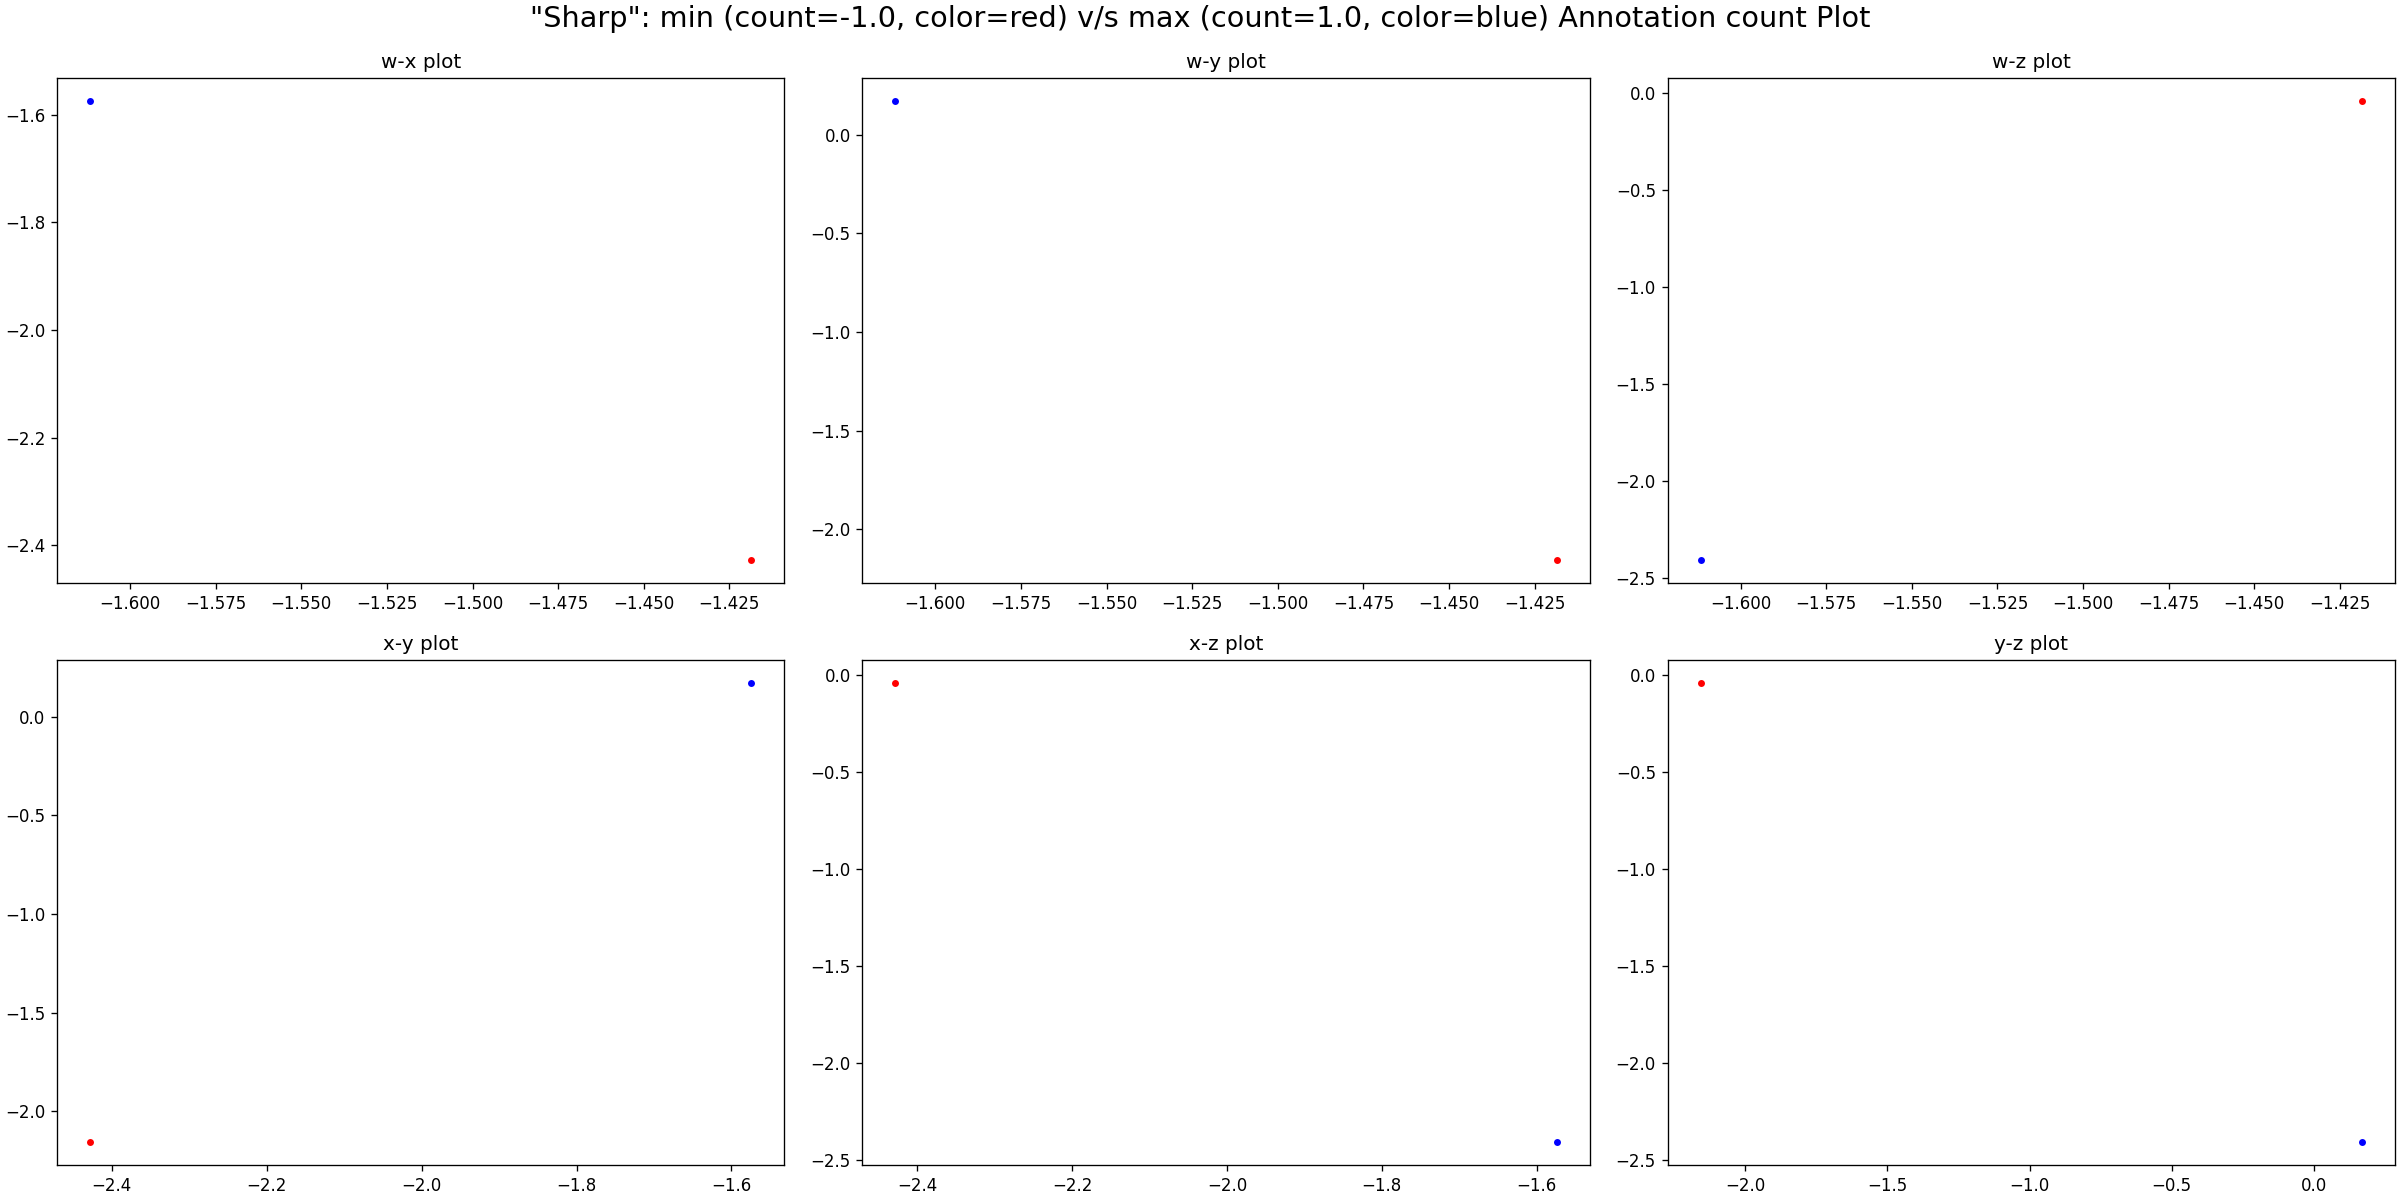 "Sharp": min (count=-1.0, color=red) v/s max (count=1.0, color=blue) Annotation count Plot
w-x plot
−1.6
−1.8
−2.0
−2.2
−2.4
−1.600 −1.575 −1.550 −1.525 −1.500 −1.475 −1.450 −1.425
w-y plot
0.0
−0.5
−1.0
−1.5
−2.0
−1.600 −1.575 −1.550 −1.525 −1.500 −1.475 −1.450 −1.425
w-z plot
0.0
−0.5
−1.0
−1.5
−2.0
−2.5
−1.600 −1.575 −1.550 −1.525 −1.500 −1.475 −1.450 −1.425
x-y plot
0.0
−0.5
−1.0
−1.5
−2.0
−2.4 −2.2 −2.0 −1.8 −1.6
x-z plot
0.0
−0.5
−1.0
−1.5
−2.0
−2.5
−2.4 −2.2 −2.0 −1.8 −1.6
y-z plot
0.0
−0.5
−1.0
−1.5
−2.0
−2.5
−2.0 −1.5 −1.0 −0.5 0.0